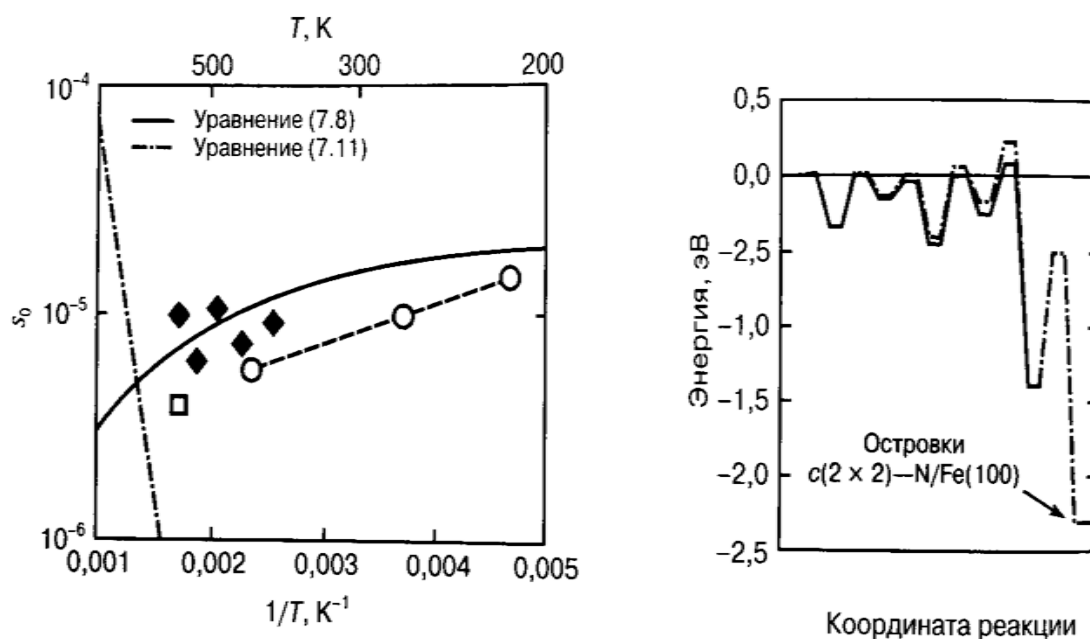 T, K
500
300
200
10⁻⁴
Уравнение (7.8)
Уравнение (7.11)
s₀
10⁻⁵
10⁻⁶
0,001
0,002
0,003
0,004
0,005
1/T, K⁻¹
0,5
0,0
−2,5
−1,0
−1,5
−2,0
−2,5
Энергия, эВ
Островки
c(2 × 2)—N/Fe(100)
Координата реакции